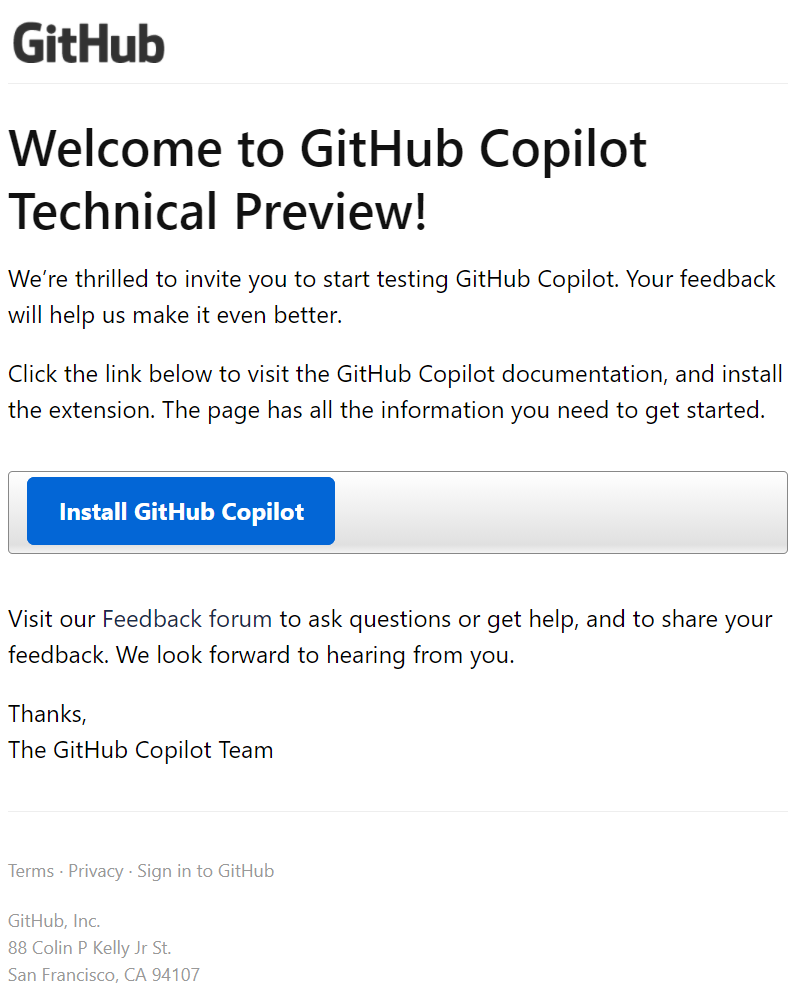 GitHub
Welcome to GitHub Copilot
Technical Preview!
We’re thrilled to invite you to start testing GitHub Copilot. Your feedback
will help us make it even better.
Click the link below to visit the GitHub Copilot documentation, and install
the extension. The page has all the information you need to get started.
Install GitHub Copilot
Visit our Feedback forum to ask questions or get help, and to share your
feedback. We look forward to hearing from you.
Thanks,
The GitHub Copilot Team
Terms · Privacy · Sign in to GitHub
GitHub, Inc.
88 Colin P Kelly Jr St.
San Francisco, CA 94107